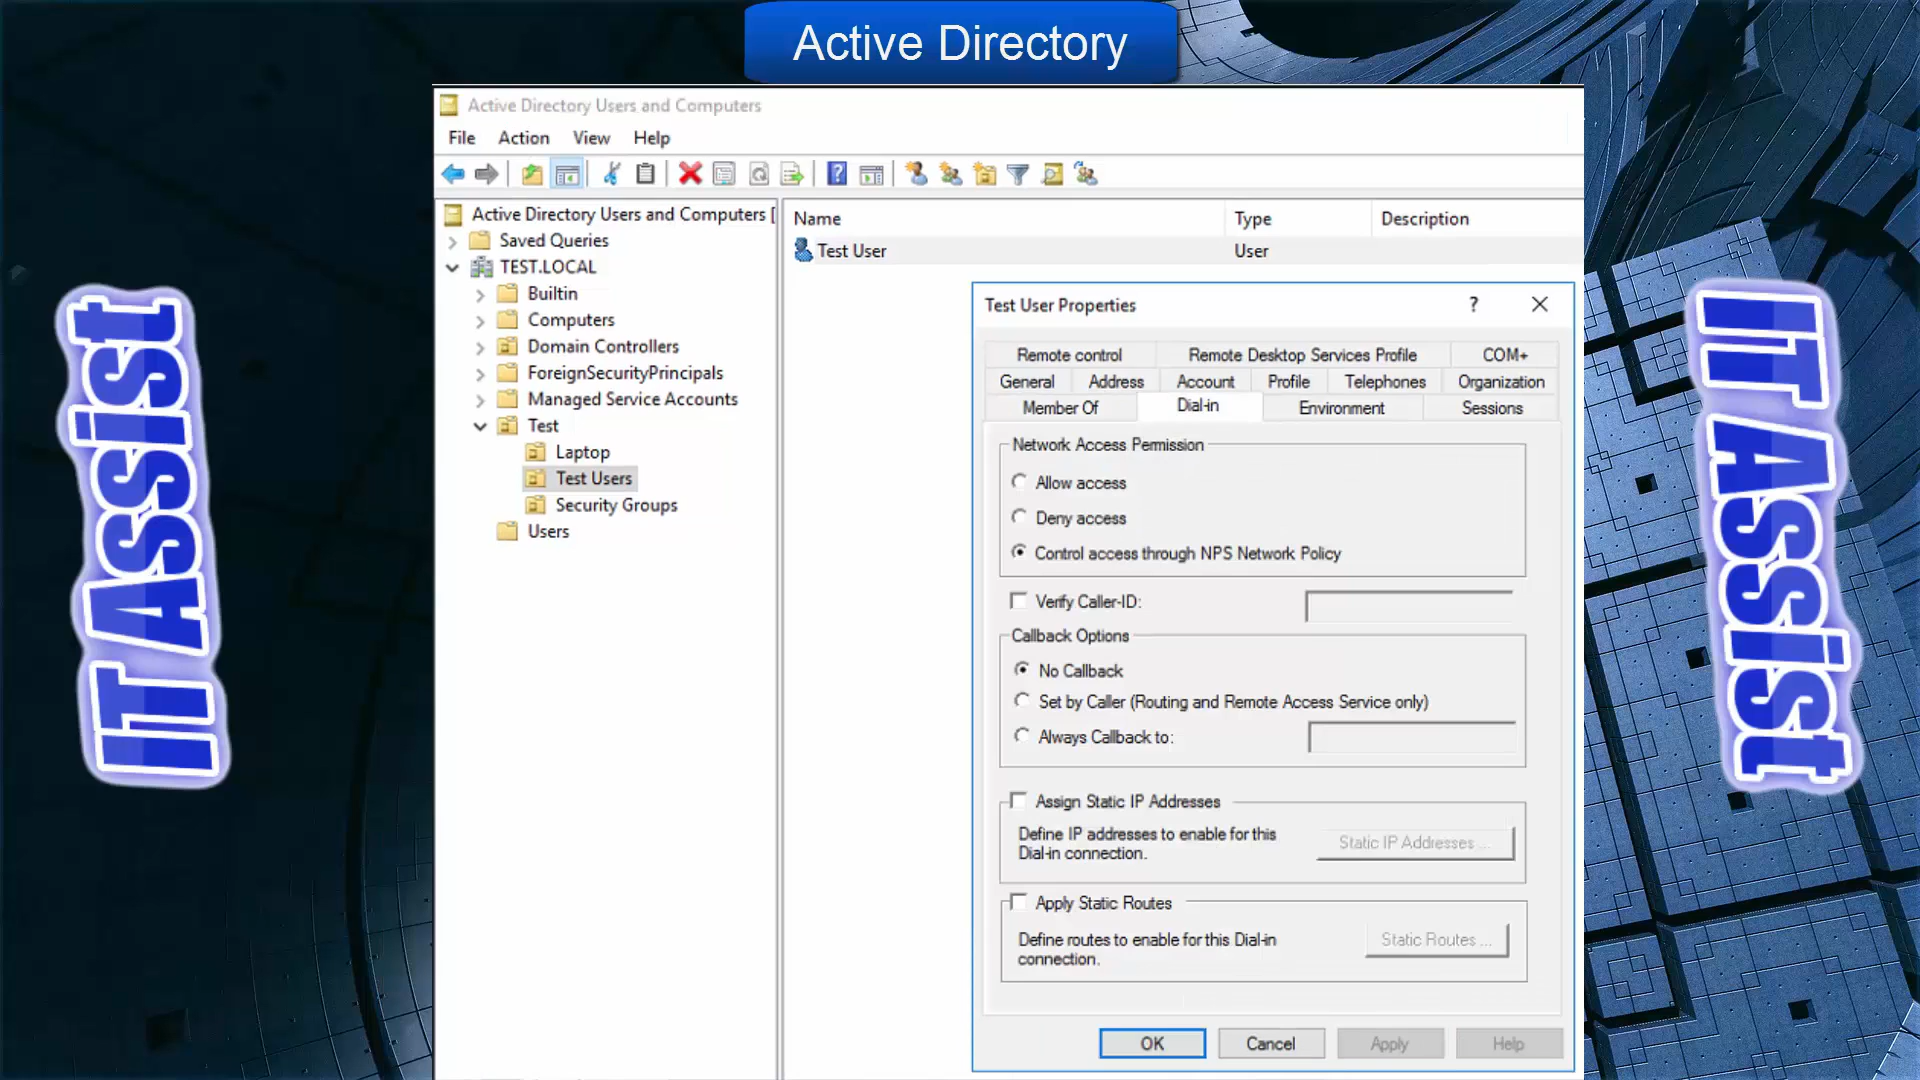 Active Directory
IT Assist
IT Assist
Active Directory Users and Computers
File Action View Help
Active Directory Users and Computers [
Saved Queries
TEST.LOCAL
Builtin
Computers
Domain Controllers
ForeignSecurityPrincipals
Managed Service Accounts
Test
Laptop
Test Users
Security Groups
Users
Name Type Description
Test User User
Test User Properties
Remote control Remote Desktop Services Profile COM+
General Address Account Profile Telephones Organization
Member Of Dial-in Environment Sessions
Network Access Permission
Allow access
Deny access
Control access through NPS Network Policy
Verify Caller-ID:
Callback Options
No Callback
Set by Caller (Routing and Remote Access Service only)
Always Callback to:
Assign Static IP Addresses
Define IP addresses to enable for this
Dial-in connection.
Static IP Addresses ...
Apply Static Routes
Define routes to enable for this Dial-in
connection.
Static Routes ...
OK Cancel Apply Help